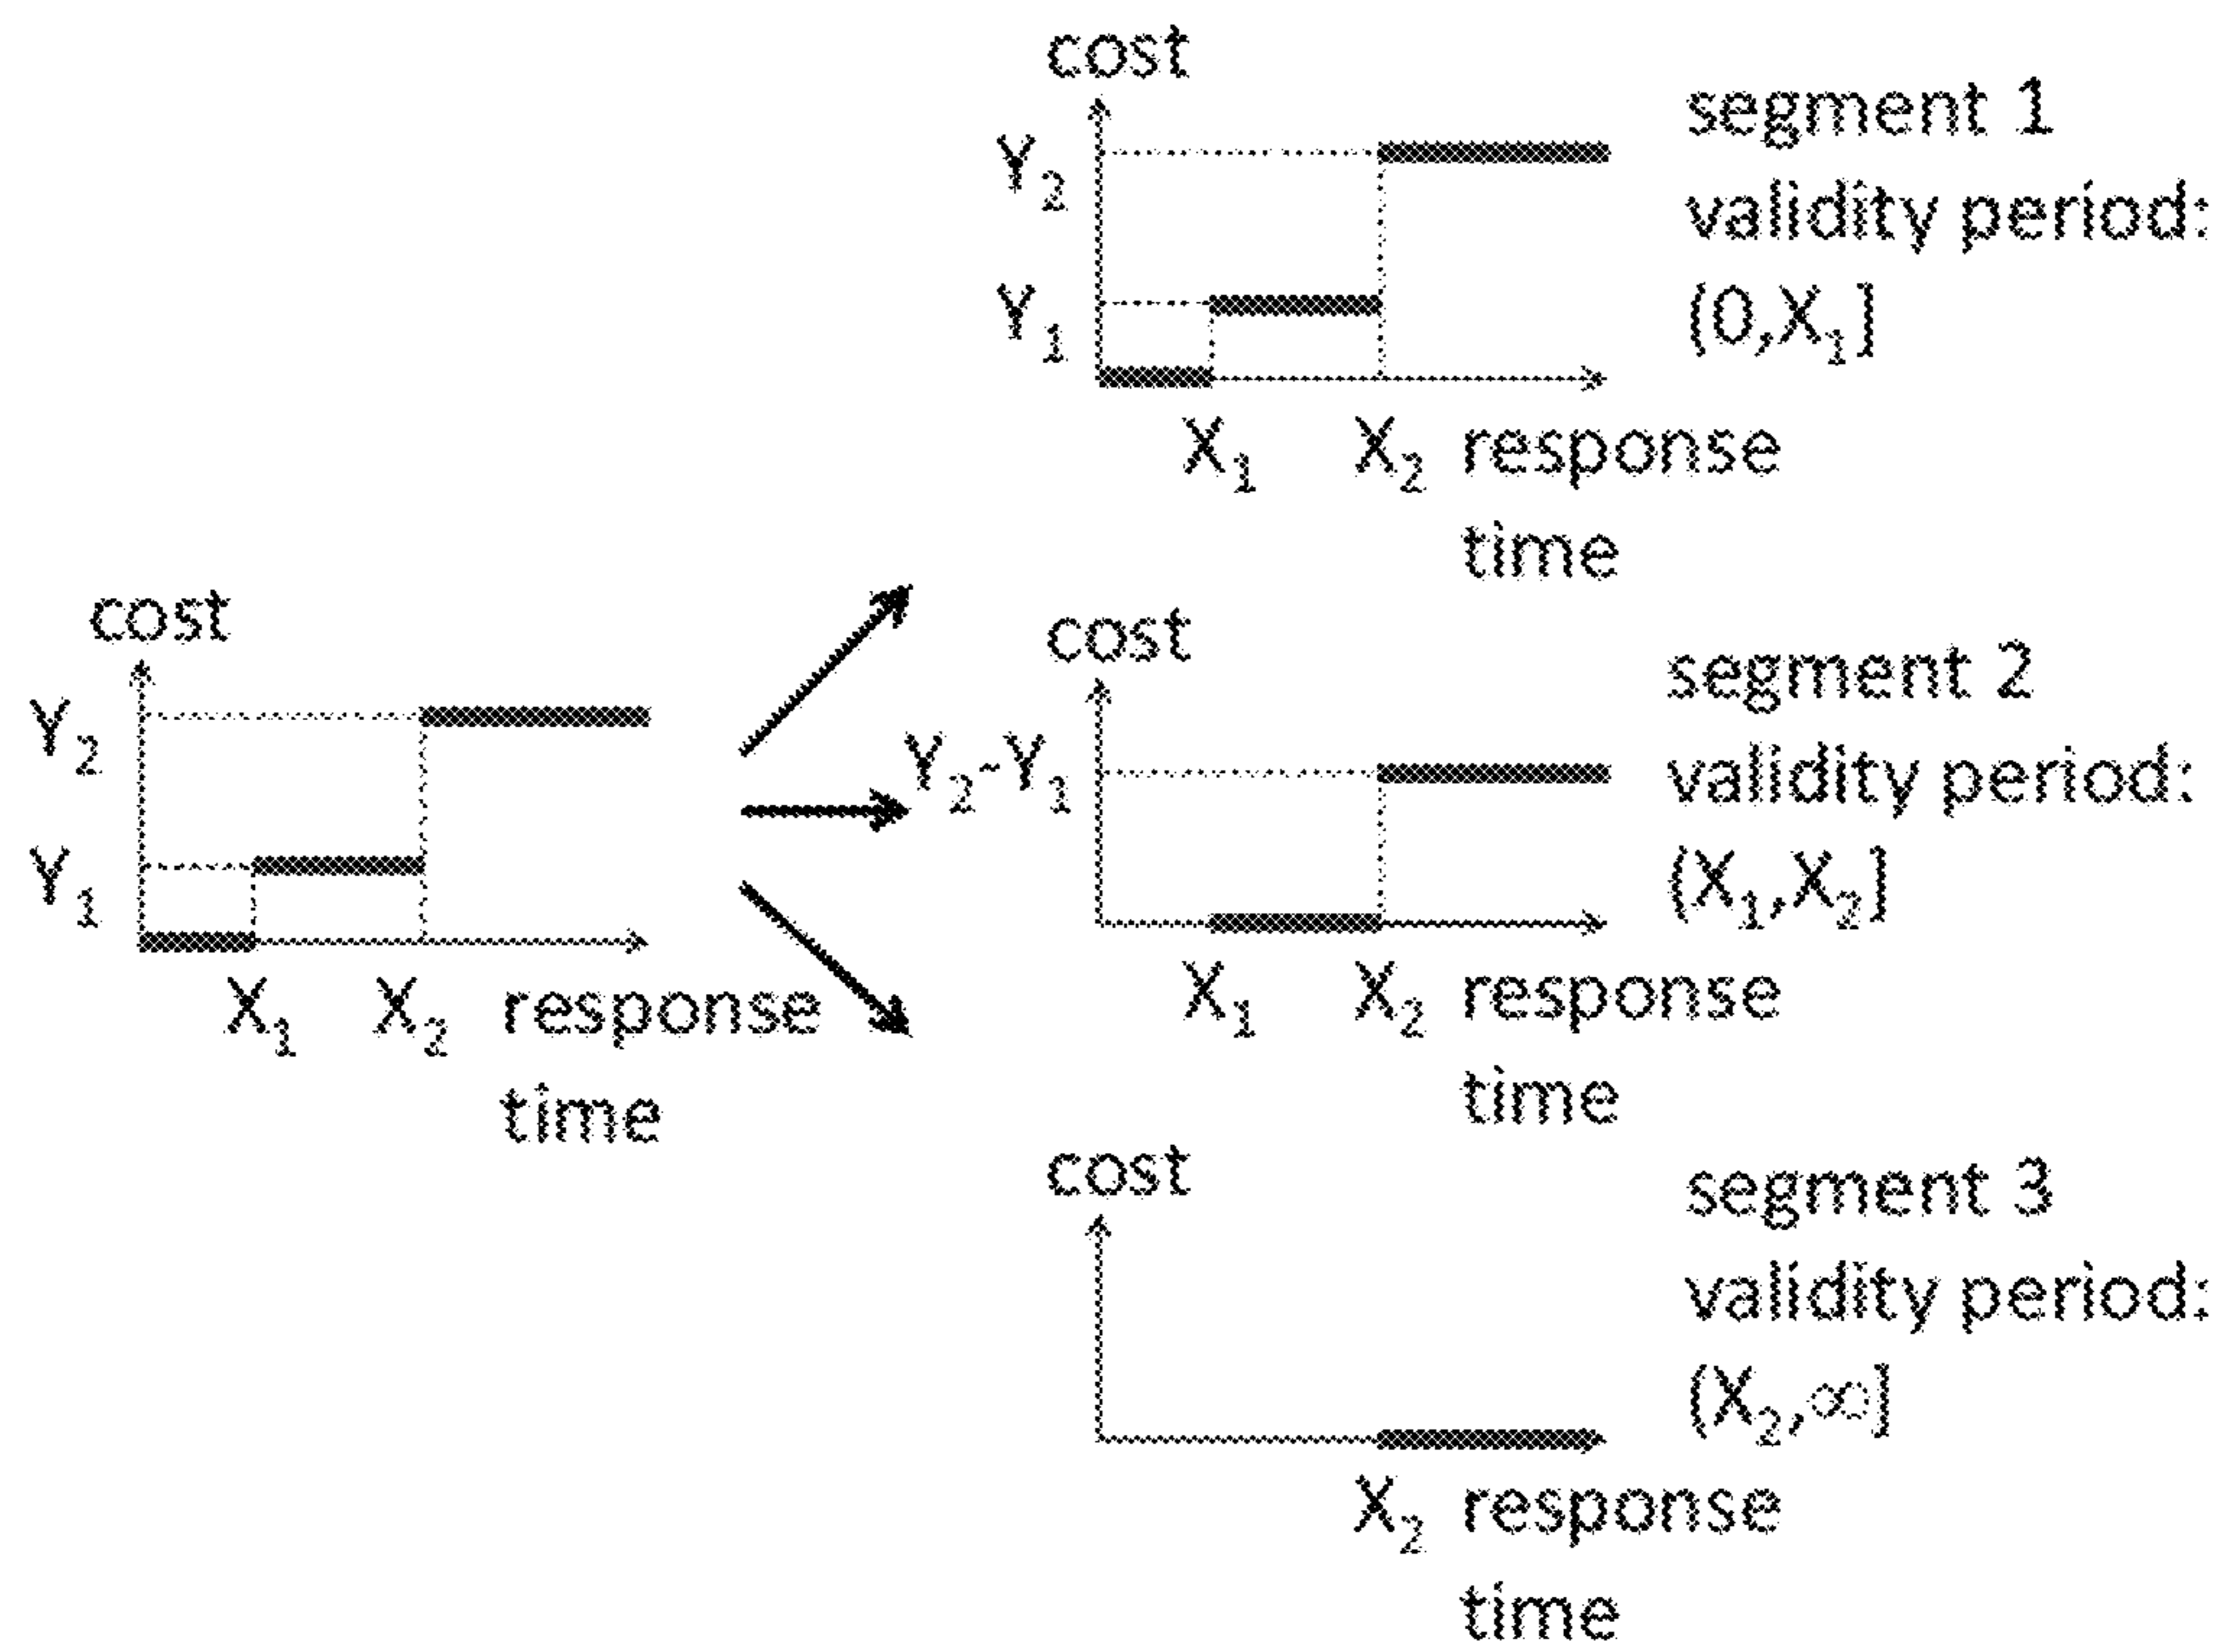 cost
Y₂
Y₁
X₁ X₂ response
time
cost
Y₂
Y₁
X₁ X₂ response
time
segment 1
validity period:
(0,X₁]
cost
Y₂-Y₁
X₁ X₂ response
time
segment 2
validity period:
(X₁,X₂]
cost
X₂ response
time
segment 3
validity period:
(X₂,∞]